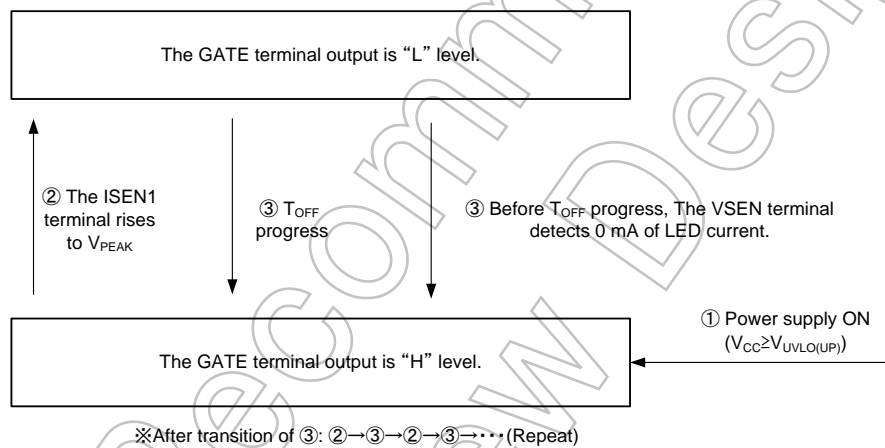 The GATE terminal output is “L” level.
② The ISEN1
terminal rises
to VPEAK
③ TOFF
progress
③ Before TOFF progress, The VSEN terminal
detects 0 mA of LED current.
① Power supply ON
(VCC≥VUVLO(UP))
The GATE terminal output is “H” level.
※After transition of ③: ②→③→②→③→･･･(Repeat)